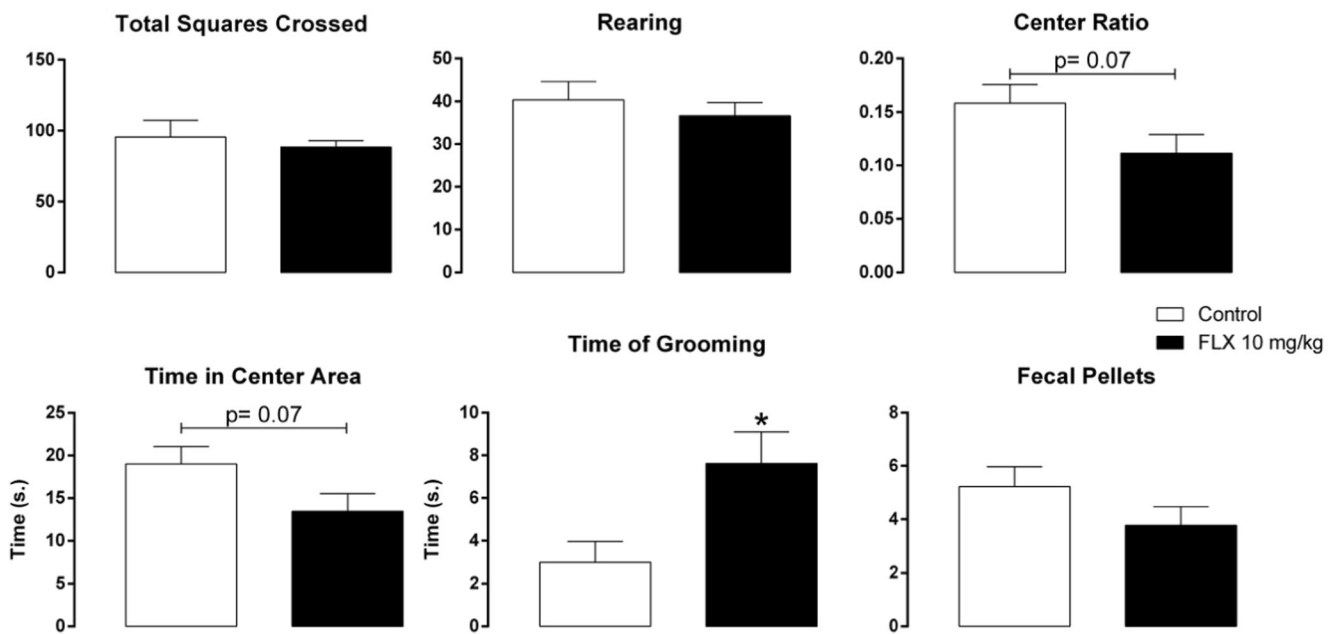 Total Squares Crossed
150
100
50
0
Rearing
50
40
30
20
10
0
Center Ratio
0.20
0.15
0.10
0.05
0.00
p= 0.07
Control
FLX 10 mg/kg
Time in Center Area
Time (s.)
25
20
15
10
5
0
p= 0.07
Time of Grooming
Time (s.)
10
8
6
4
2
0
*
Fecal Pellets
8
6
4
2
0